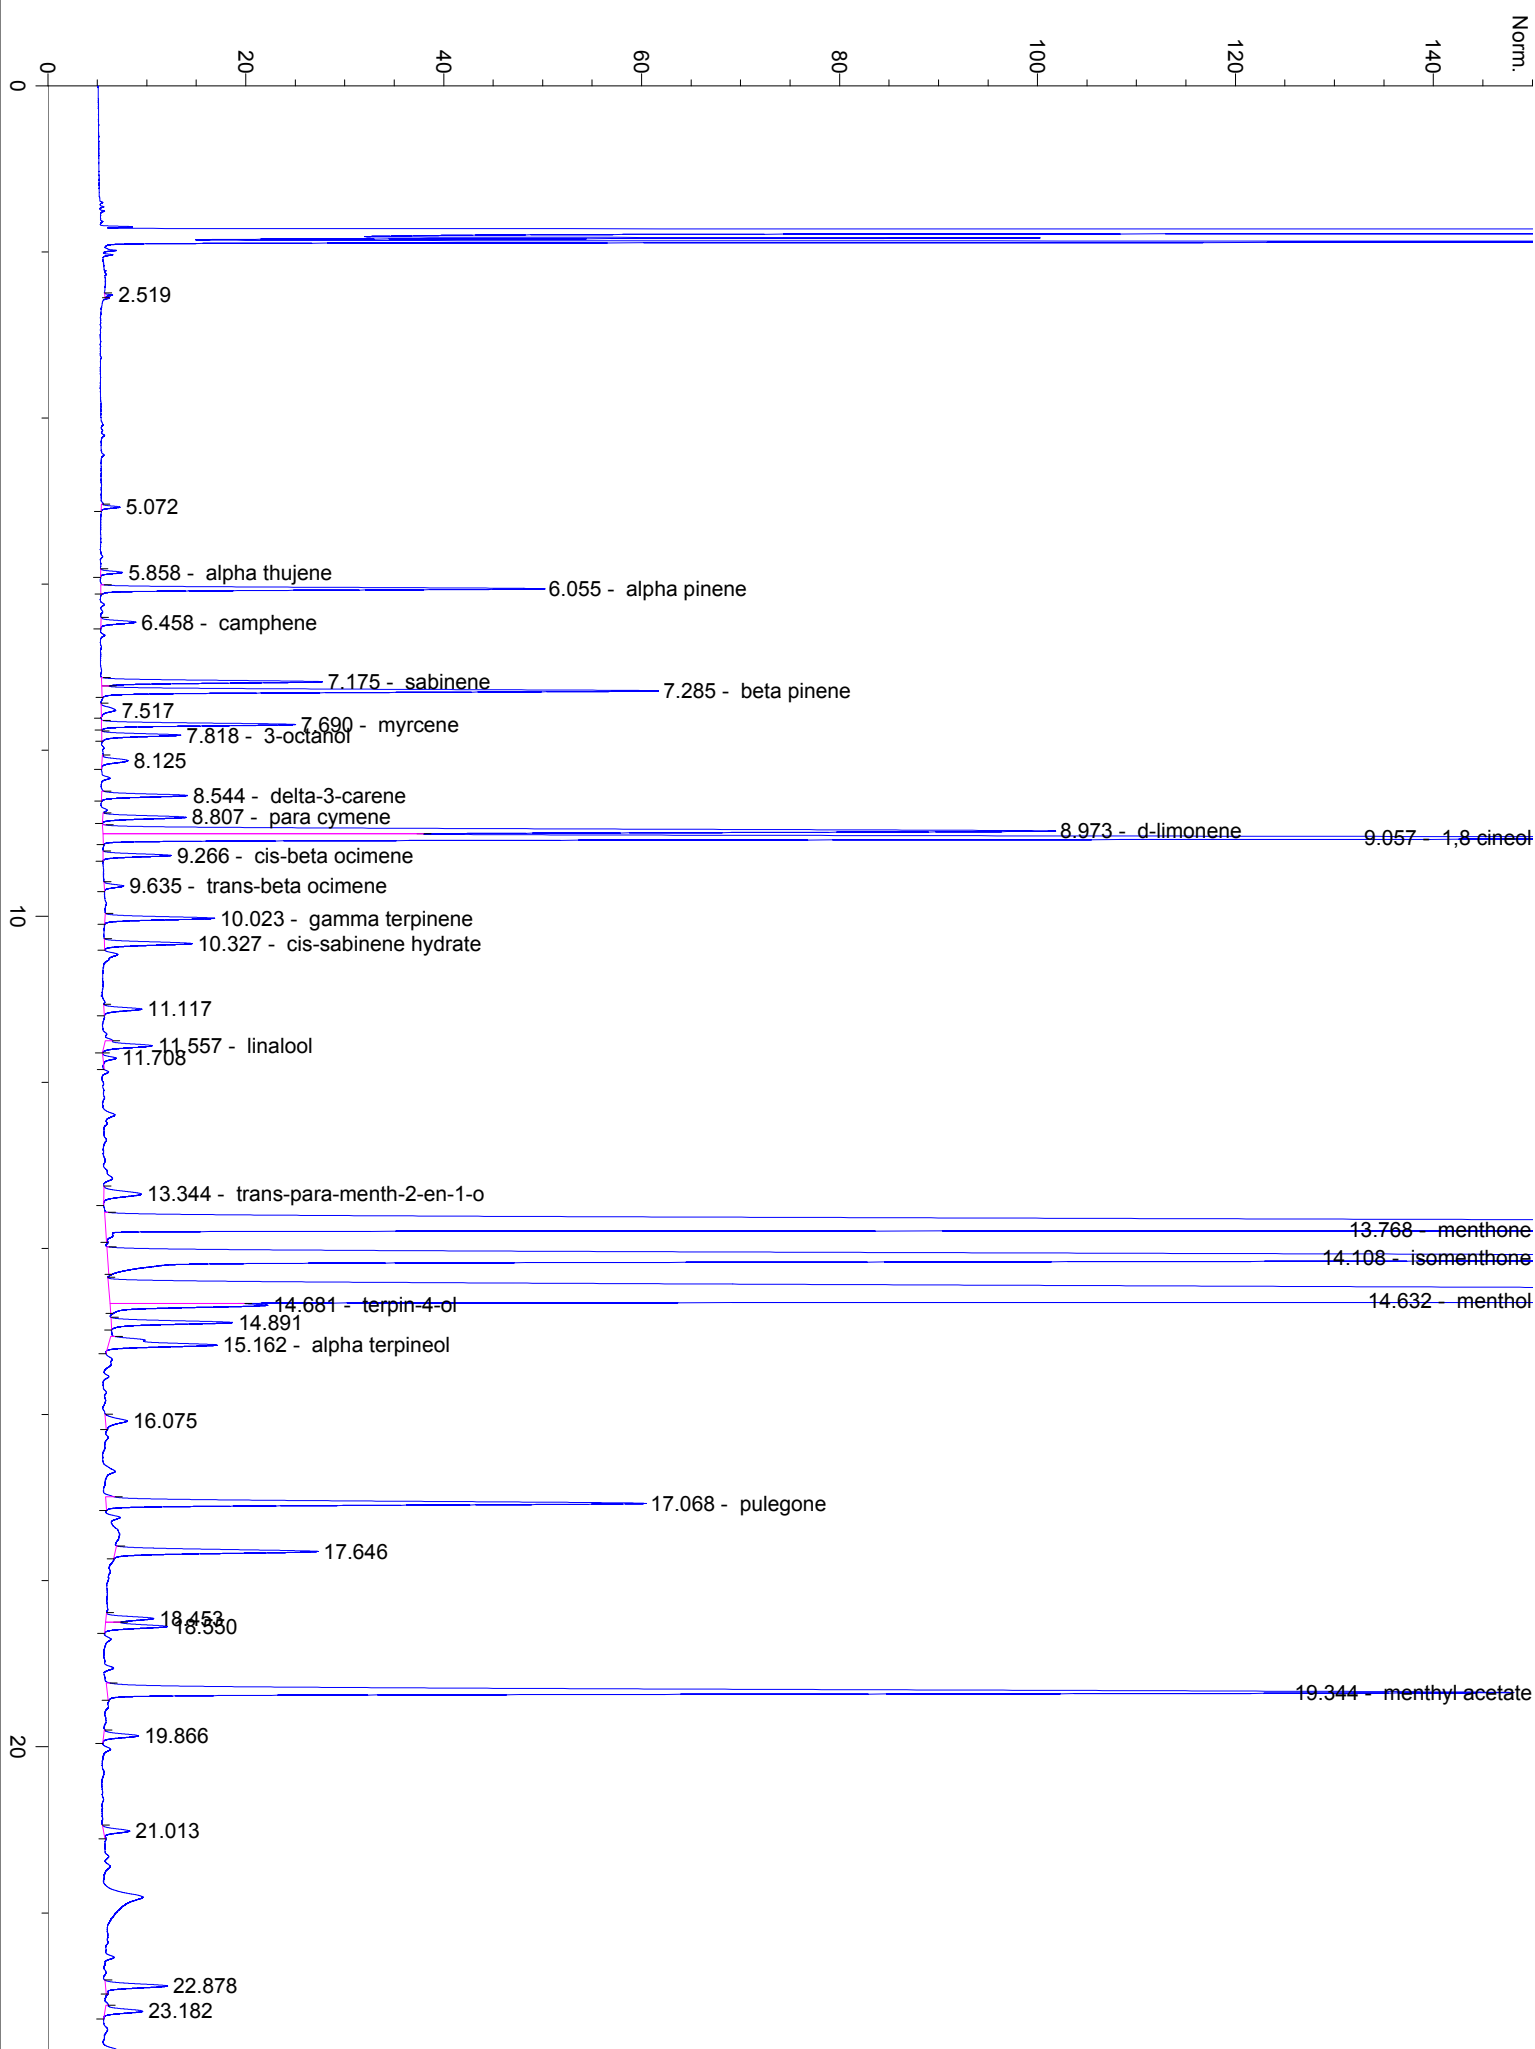 Norm.
0
20
40
60
80
100
120
140
0
10
20
2.519
5.072
5.858 - alpha thujene
6.055 - alpha pinene
6.458 - camphene
7.175 - sabinene
7.285 - beta pinene
7.517
7.690 - myrcene
7.818 - 3-octanol
8.125
8.544 - delta-3-carene
8.807 - para cymene
8.973 - d-limonene
9.057 - 1,8 cineol
9.266 - cis-beta ocimene
9.635 - trans-beta ocimene
10.023 - gamma terpinene
10.327 - cis-sabinene hydrate
11.117
11.557 - linalool
11.708
13.344 - trans-para-menth-2-en-1-o
13.768 - menthone
14.108 - isomenthone
14.632 - menthol
14.681 - terpin-4-ol
14.891
15.162 - alpha terpineol
16.075
17.068 - pulegone
17.646
18.453
18.550
19.344 - menthyl acetate
19.866
21.013
22.878
23.182